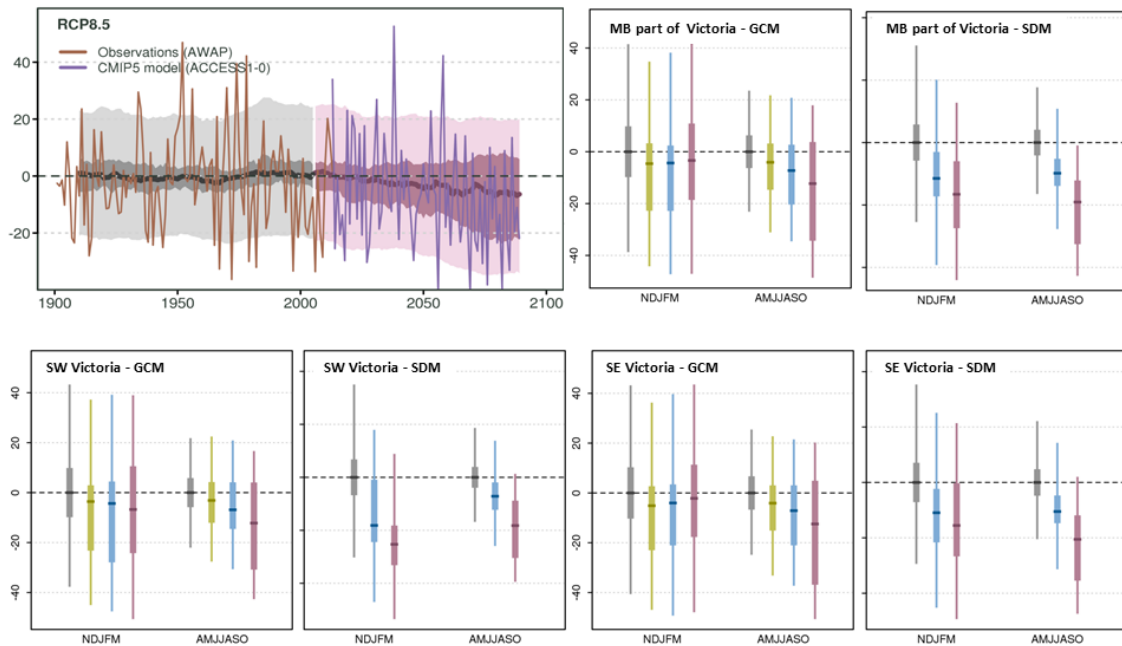 RCP8.5
Observations (AWAP)
CMIP5 model (ACCESS1-0)
40
20
0
-20
1900
1950
2000
2050
2100
MB part of Victoria - GCM
40
20
0
-20
-40
NDJFM
AMJJASO
MB part of Victoria - SDM
NDJFM
AMJJASO
SW Victoria - GCM
40
20
0
-20
-40
NDJFM
AMJJASO
SW Victoria - SDM
NDJFM
AMJJASO
SE Victoria - GCM
40
20
0
-20
-40
NDJFM
AMJJASO
SE Victoria - SDM
NDJFM
AMJJASO